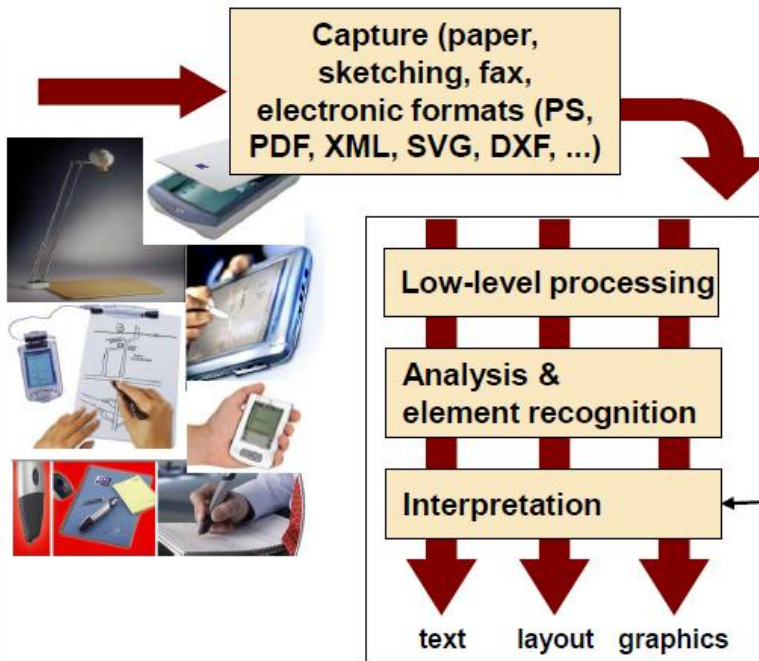 Capture (paper,
sketching, fax,
electronic formats (PS,
PDF, XML, SVG, DXF, ...)
Low-level processing
Analysis &
element recognition
Interpretation
text layout graphics